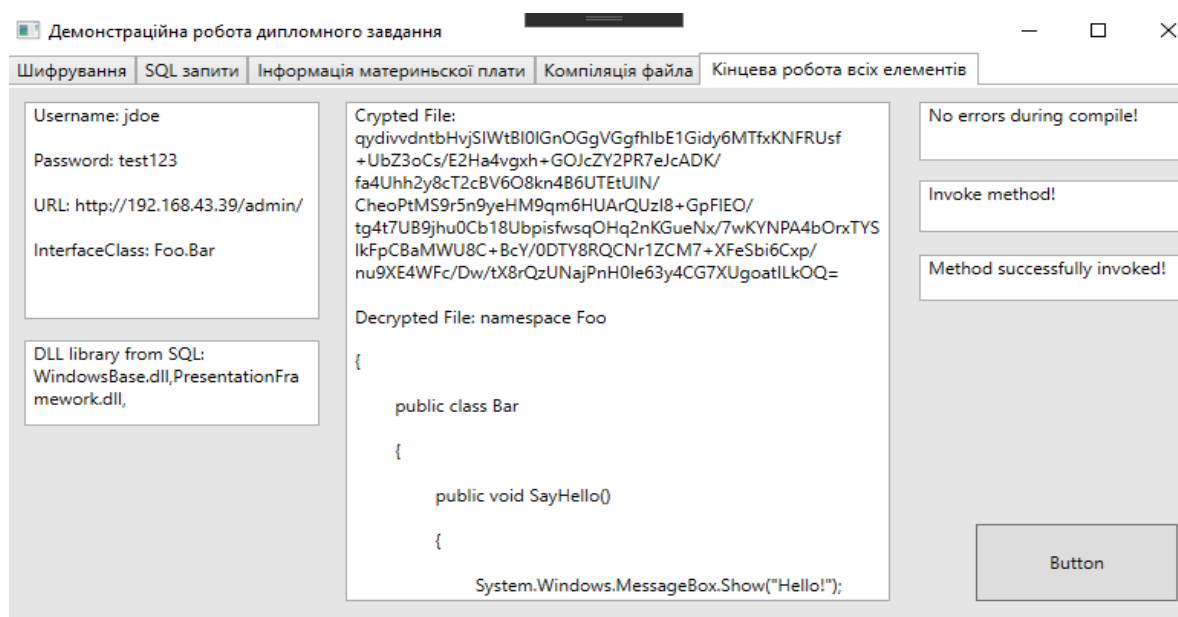 Демонстраційна робота дипломного завдання
Шифрування
SQL запити
Інформація материньскої плати
Компіляція файла
Кінцева робота всіх елементів
Username: jdoe
Password: test123
URL: http://192.168.43.39/admin/
InterfaceClass: Foo.Bar
DLL library from SQL:
WindowsBase.dll,PresentationFra
mework.dll,
Crypted File:
qydivvdntbHvjSIWtBI0IGnOGgVGgfhIbE1Gidy6MTfxKNFRUsf
+UbZ3oCs/E2Ha4vgxh+GOJcZY2PR7eJcADK/
fa4Uhh2y8cT2cBV6O8kn4B6UTEtUIN/
CheoPtMS9r5n9yeHM9qm6HUArQUzI8+GpFIEO/
tg4t7UB9jhu0Cb18UbpisfwsqOHq2nKGueNx/7wKYNPA4bOrxTYS
IkFpCBaMWU8C+BcY/0DTY8RQCNr1ZCM7+XFeSbi6Cxp/
nu9XE4WFc/Dw/tX8rQzUNajPnH0Ie63y4CG7XUgoatILkOQ=
Decrypted File: namespace Foo
{
public class Bar
{
public void SayHello()
{
System.Windows.MessageBox.Show("Hello!");
No errors during compile!
Invoke method!
Method successfully invoked!
Button